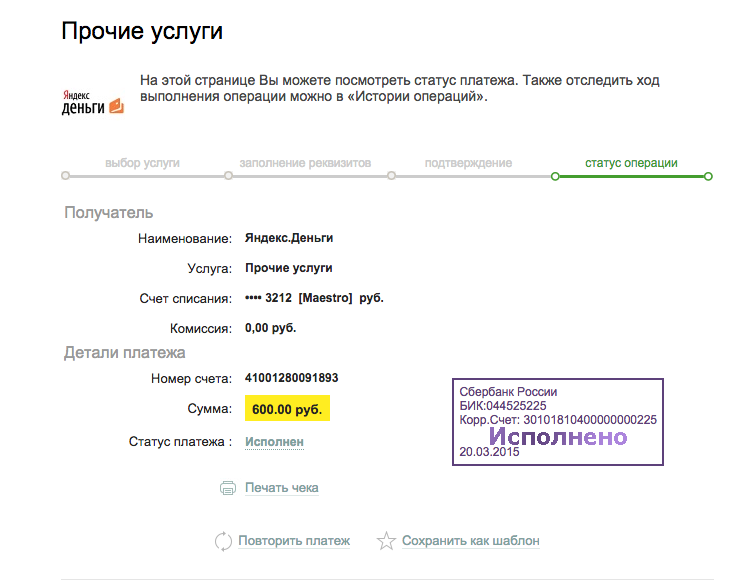 Прочие услуги
Яндекс
деньги
На этой странице Вы можете посмотреть статус платежа. Также отследить ход
выполнения операции можно в «Истории операций».
выбор услуги
заполнение реквизитов
подтверждение
статус операции
Получатель
Наименование: Яндекс.Деньги
Услуга: Прочие услуги
Счет списания: •••• 3212 [Maestro] руб.
Комиссия: 0,00 руб.
Детали платежа
Номер счета: 41001280091893
Сумма: 600.00 руб.
Статус платежа : Исполнен
Сбербанк России
БИК:044525225
Корр.Счет: 30101810400000000225
Исполнено
20.03.2015
Печать чека
Повторить платеж
Сохранить как шаблон